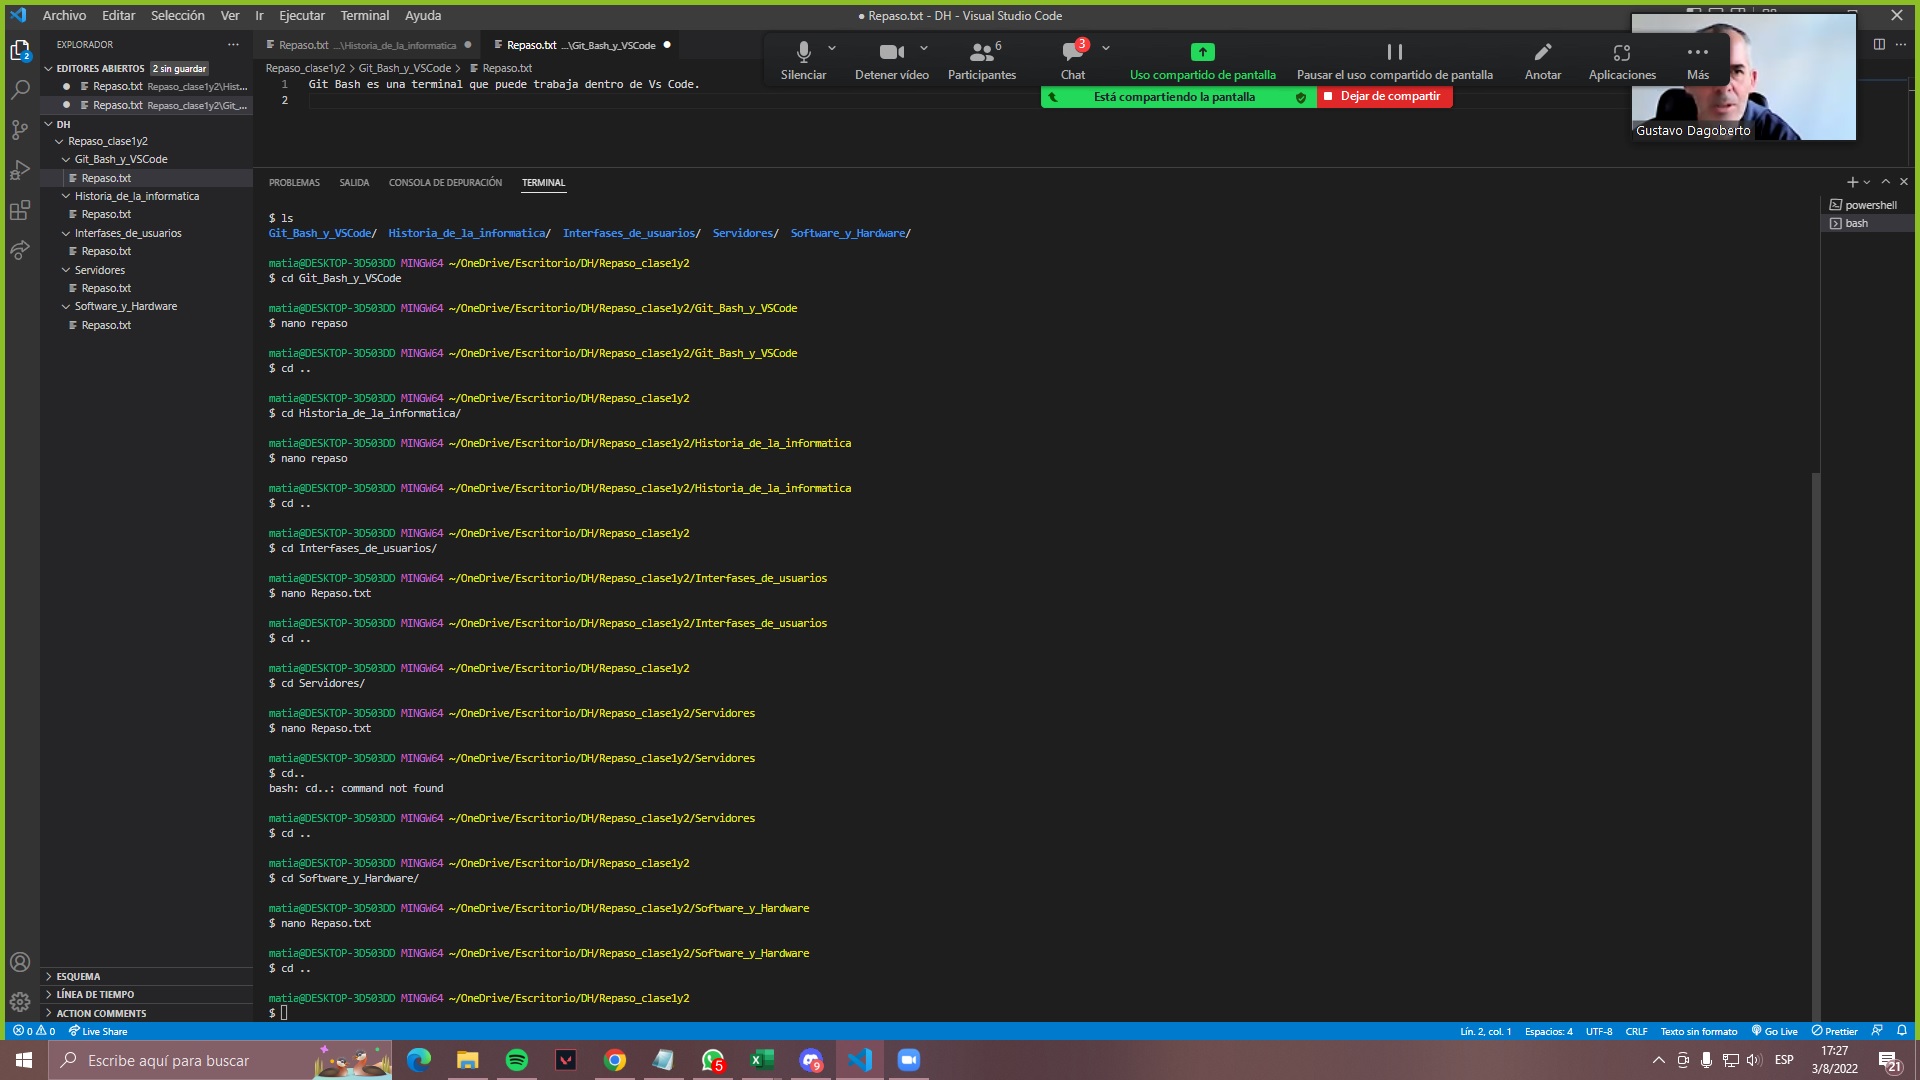 Archivo Editar Selección Ver Ir Ejecutar Terminal Ayuda
● Repaso.txt - DH - Visual Studio Code
EXPLORADOR
EDITORES ABIERTOS 2 sin guardar
Repaso.txt Repaso_clase1y2\Hist...
Repaso.txt Repaso_clase1y2\Git_...
DH
Repaso_clase1y2
Git_Bash_y_VSCode
Repaso.txt
Historia_de_la_informatica
Repaso.txt
Interfases_de_usuarios
Repaso.txt
Servidores
Repaso.txt
Software_y_Hardware
Repaso.txt
ESQUEMA
LÍNEA DE TIEMPO
ACTION COMMENTS
2
Repaso.txt ...\Historia_de_la_informatica
Repaso.txt ...\Git_Bash_y_VSCode
Repaso_clase1y2 > Git_Bash_y_VSCode > Repaso.txt
1 Git Bash es una terminal que puede trabaja dentro de Vs Code.
2
Silenciar
Detener vídeo
6
Participantes
3
Chat
Uso compartido de pantalla
Pausar el uso compartido de pantalla
Anotar
Aplicaciones
Más
Está compartiendo la pantalla
Dejar de compartir
Gustavo Dagoberto
PROBLEMAS SALIDA CONSOLA DE DEPURACIÓN TERMINAL
powershell
bash
$ ls
Git_Bash_y_VSCode/ Historia_de_la_informatica/ Interfases_de_usuarios/ Servidores/ Software_y_Hardware/
matia@DESKTOP-3D503DD MINGW64 ~/OneDrive/Escritorio/DH/Repaso_clase1y2
$ cd Git_Bash_y_VSCode
matia@DESKTOP-3D503DD MINGW64 ~/OneDrive/Escritorio/DH/Repaso_clase1y2/Git_Bash_y_VSCode
$ nano repaso
matia@DESKTOP-3D503DD MINGW64 ~/OneDrive/Escritorio/DH/Repaso_clase1y2/Git_Bash_y_VSCode
$ cd ..
matia@DESKTOP-3D503DD MINGW64 ~/OneDrive/Escritorio/DH/Repaso_clase1y2
$ cd Historia_de_la_informatica/
matia@DESKTOP-3D503DD MINGW64 ~/OneDrive/Escritorio/DH/Repaso_clase1y2/Historia_de_la_informatica
$ nano repaso
matia@DESKTOP-3D503DD MINGW64 ~/OneDrive/Escritorio/DH/Repaso_clase1y2/Historia_de_la_informatica
$ cd ..
matia@DESKTOP-3D503DD MINGW64 ~/OneDrive/Escritorio/DH/Repaso_clase1y2
$ cd Interfases_de_usuarios/
matia@DESKTOP-3D503DD MINGW64 ~/OneDrive/Escritorio/DH/Repaso_clase1y2/Interfases_de_usuarios
$ nano Repaso.txt
matia@DESKTOP-3D503DD MINGW64 ~/OneDrive/Escritorio/DH/Repaso_clase1y2/Interfases_de_usuarios
$ cd ..
matia@DESKTOP-3D503DD MINGW64 ~/OneDrive/Escritorio/DH/Repaso_clase1y2
$ cd Servidores/
matia@DESKTOP-3D503DD MINGW64 ~/OneDrive/Escritorio/DH/Repaso_clase1y2/Servidores
$ nano Repaso.txt
matia@DESKTOP-3D503DD MINGW64 ~/OneDrive/Escritorio/DH/Repaso_clase1y2/Servidores
$ cd..
bash: cd..: command not found
matia@DESKTOP-3D503DD MINGW64 ~/OneDrive/Escritorio/DH/Repaso_clase1y2/Servidores
$ cd ..
matia@DESKTOP-3D503DD MINGW64 ~/OneDrive/Escritorio/DH/Repaso_clase1y2
$ cd Software_y_Hardware/
matia@DESKTOP-3D503DD MINGW64 ~/OneDrive/Escritorio/DH/Repaso_clase1y2/Software_y_Hardware
$ nano Repaso.txt
matia@DESKTOP-3D503DD MINGW64 ~/OneDrive/Escritorio/DH/Repaso_clase1y2/Software_y_Hardware
$ cd ..
matia@DESKTOP-3D503DD MINGW64 ~/OneDrive/Escritorio/DH/Repaso_clase1y2
$
0 0 Live Share
Lín. 2, col. 1 Espacios: 4 UTF-8 CRLF Texto sin formato Go Live Prettier
Escribe aquí para buscar
5
9
ESP
17:27
3/8/2022
21